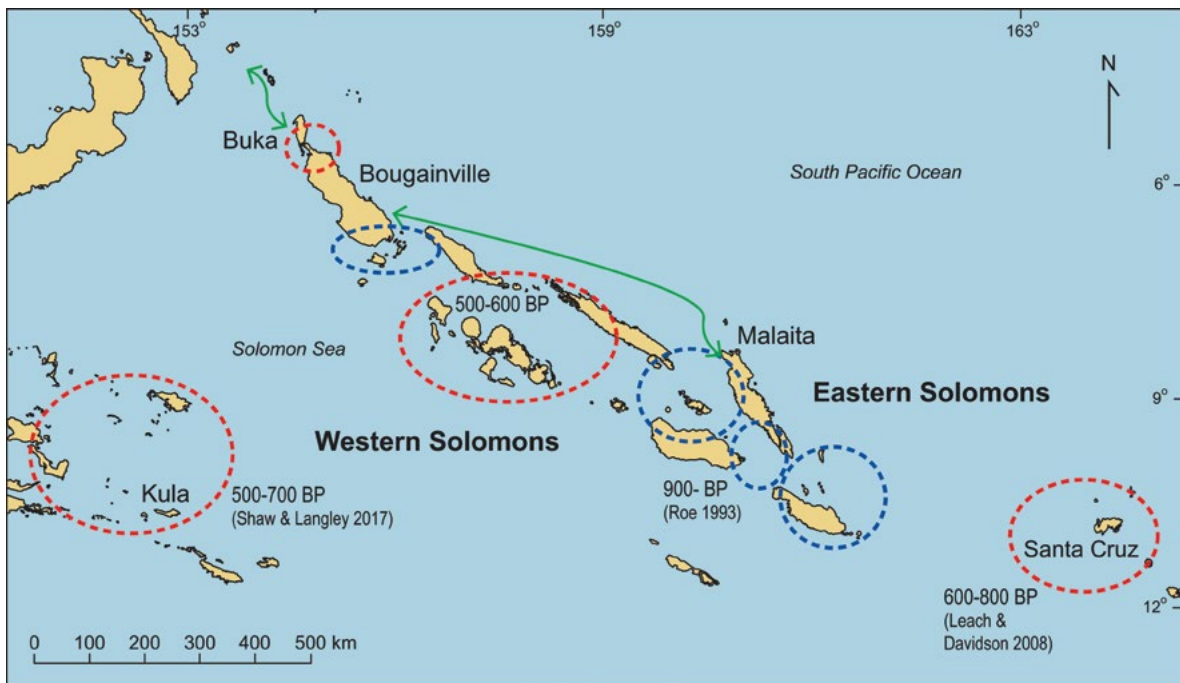 153°
159°
163°
N
Buka
Bougainville
South Pacific Ocean
6°
500-600 BP
Solomon Sea
Malaita
Eastern Solomons
9°
Western Solomons
Kula
500-700 BP
(Shaw & Langley 2017)
900- BP
(Roe 1993)
Santa Cruz
600-800 BP
(Leach &
Davidson 2008)
12°
0 100 200 300 400 500 km